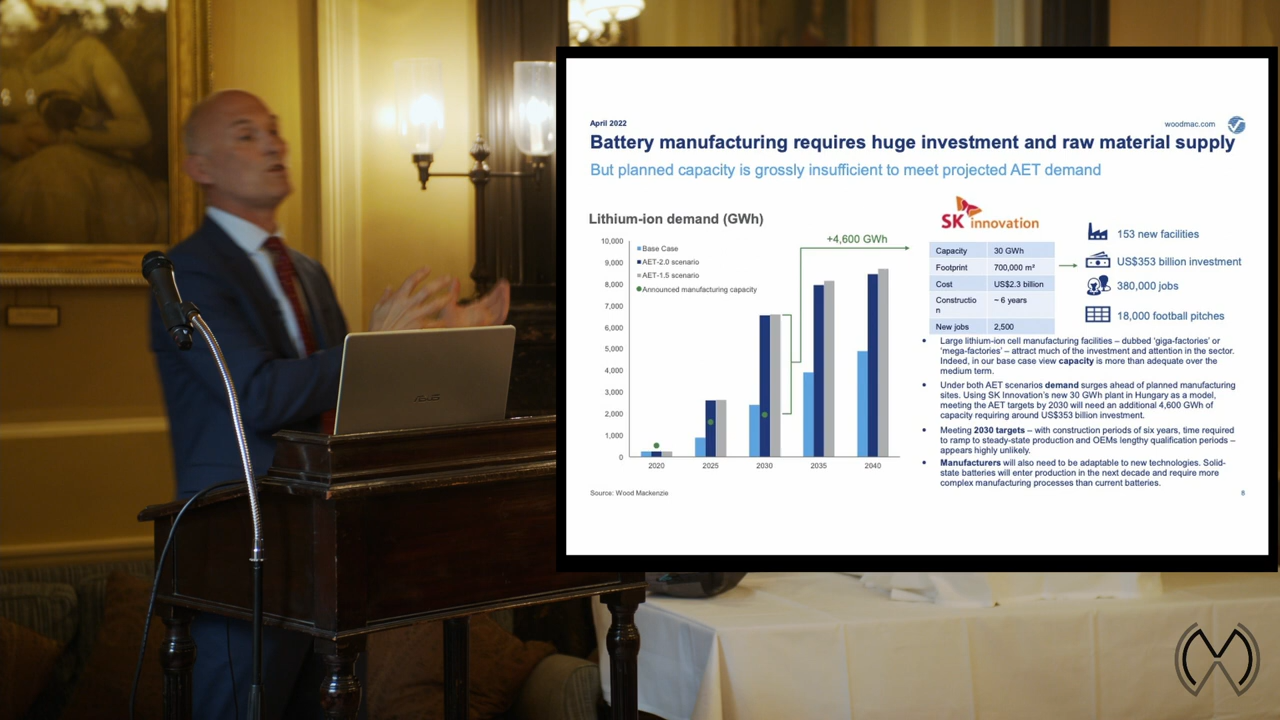 April 2022
woodmac.com
Battery manufacturing requires huge investment and raw material supply
But planned capacity is grossly insufficient to meet projected AET demand
Lithium-ion demand (GWh)
10,000
9,000
8,000
7,000
6,000
5,000
4,000
3,000
2,000
1,000
0
Base Case
AET-2.0 scenario
AET-1.5 scenario
Announced manufacturing capacity
+4,600 GWh
2020 2025 2030 2035 2040
Source: Wood Mackenzie
SK innovation
Capacity 30 GWh
Footprint 700,000 m²
Cost US$2.3 billion
Constructio
n ~ 6 years
New jobs 2,500
153 new facilities
US$353 billion investment
380,000 jobs
18,000 football pitches
• Large lithium-ion cell manufacturing facilities – dubbed 'giga-factories' or
'mega-factories' – attract much of the investment and attention in the sector.
Indeed, in our base case view capacity is more than adequate over the
medium term.
• Under both AET scenarios demand surges ahead of planned manufacturing
sites. Using SK Innovation's new 30 GWh plant in Hungary as a model,
meeting the AET targets by 2030 will need an additional 4,600 GWh of
capacity requiring around US$353 billion investment.
• Meeting 2030 targets – with construction periods of six years, time required
to ramp to steady-state production and OEMs lengthy qualification periods –
appears highly unlikely.
• Manufacturers will also need to be adaptable to new technologies. Solid-
state batteries will enter production in the next decade and require more
complex manufacturing processes than current batteries.
6
ASUS